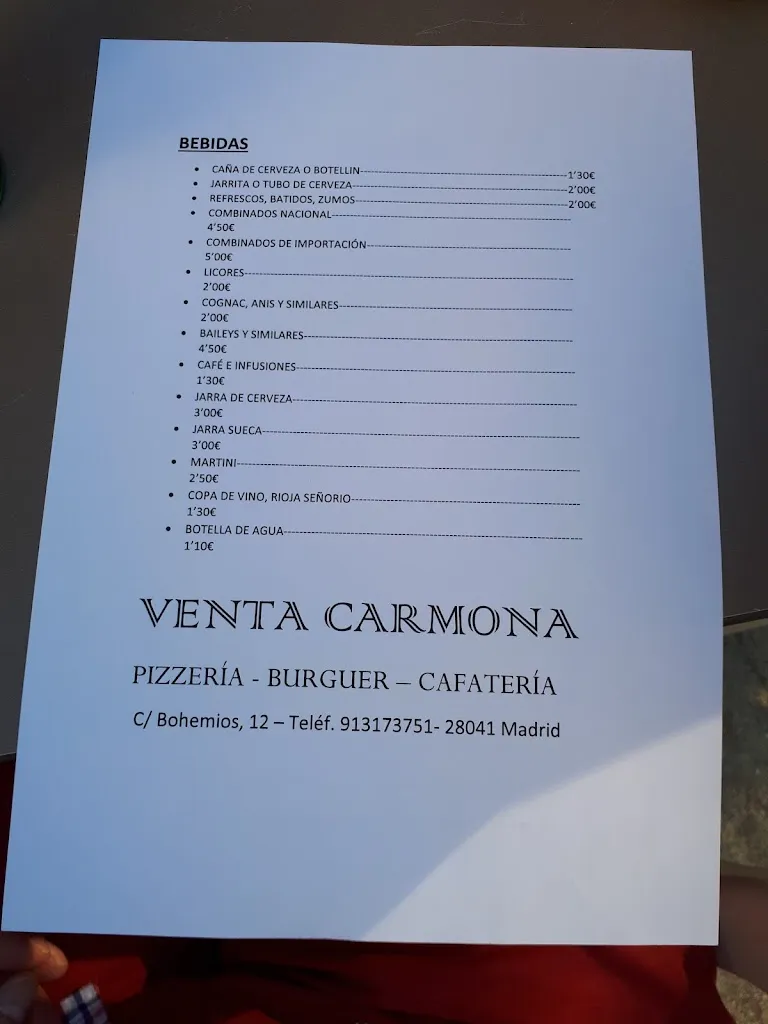 BEBIDAS
• CAÑA DE CERVEZA O BOTELLIN-----------------------------------------------1'30€
• JARRITA O TUBO DE CERVEZA-------------------------------------------------2'00€
• REFRESCOS, BATIDOS, ZUMOS------------------------------------------------2'00€
• COMBINADOS NACIONAL-------------------------------------------------------
4'50€
• COMBINADOS DE IMPORTACIÓN-----------------------------------------------
5'00€
• LICORES---------------------------------------------------------------------------
2'00€
• COGNAC, ANIS Y SIMILARES-----------------------------------------------------
2'00€
• BAILEYS Y SIMILARES-------------------------------------------------------------
4'50€
• CAFÉ E INFUSIONES---------------------------------------------------------------
1'30€
• JARRA DE CERVEZA----------------------------------------------------------------
3'00€
• JARRA SUECA-----------------------------------------------------------------------
3'00€
• MARTINI----------------------------------------------------------------------------
2'50€
• COPA DE VINO, RIOJA SEÑORIO--------------------------------------------------
1'30€
• BOTELLA DE AGUA-----------------------------------------------------------------
1'10€
VENTA CARMONA
PIZZERÍA - BURGUER – CAFATERÍA
C/ Bohemios, 12 – Teléf. 913173751- 28041 Madrid